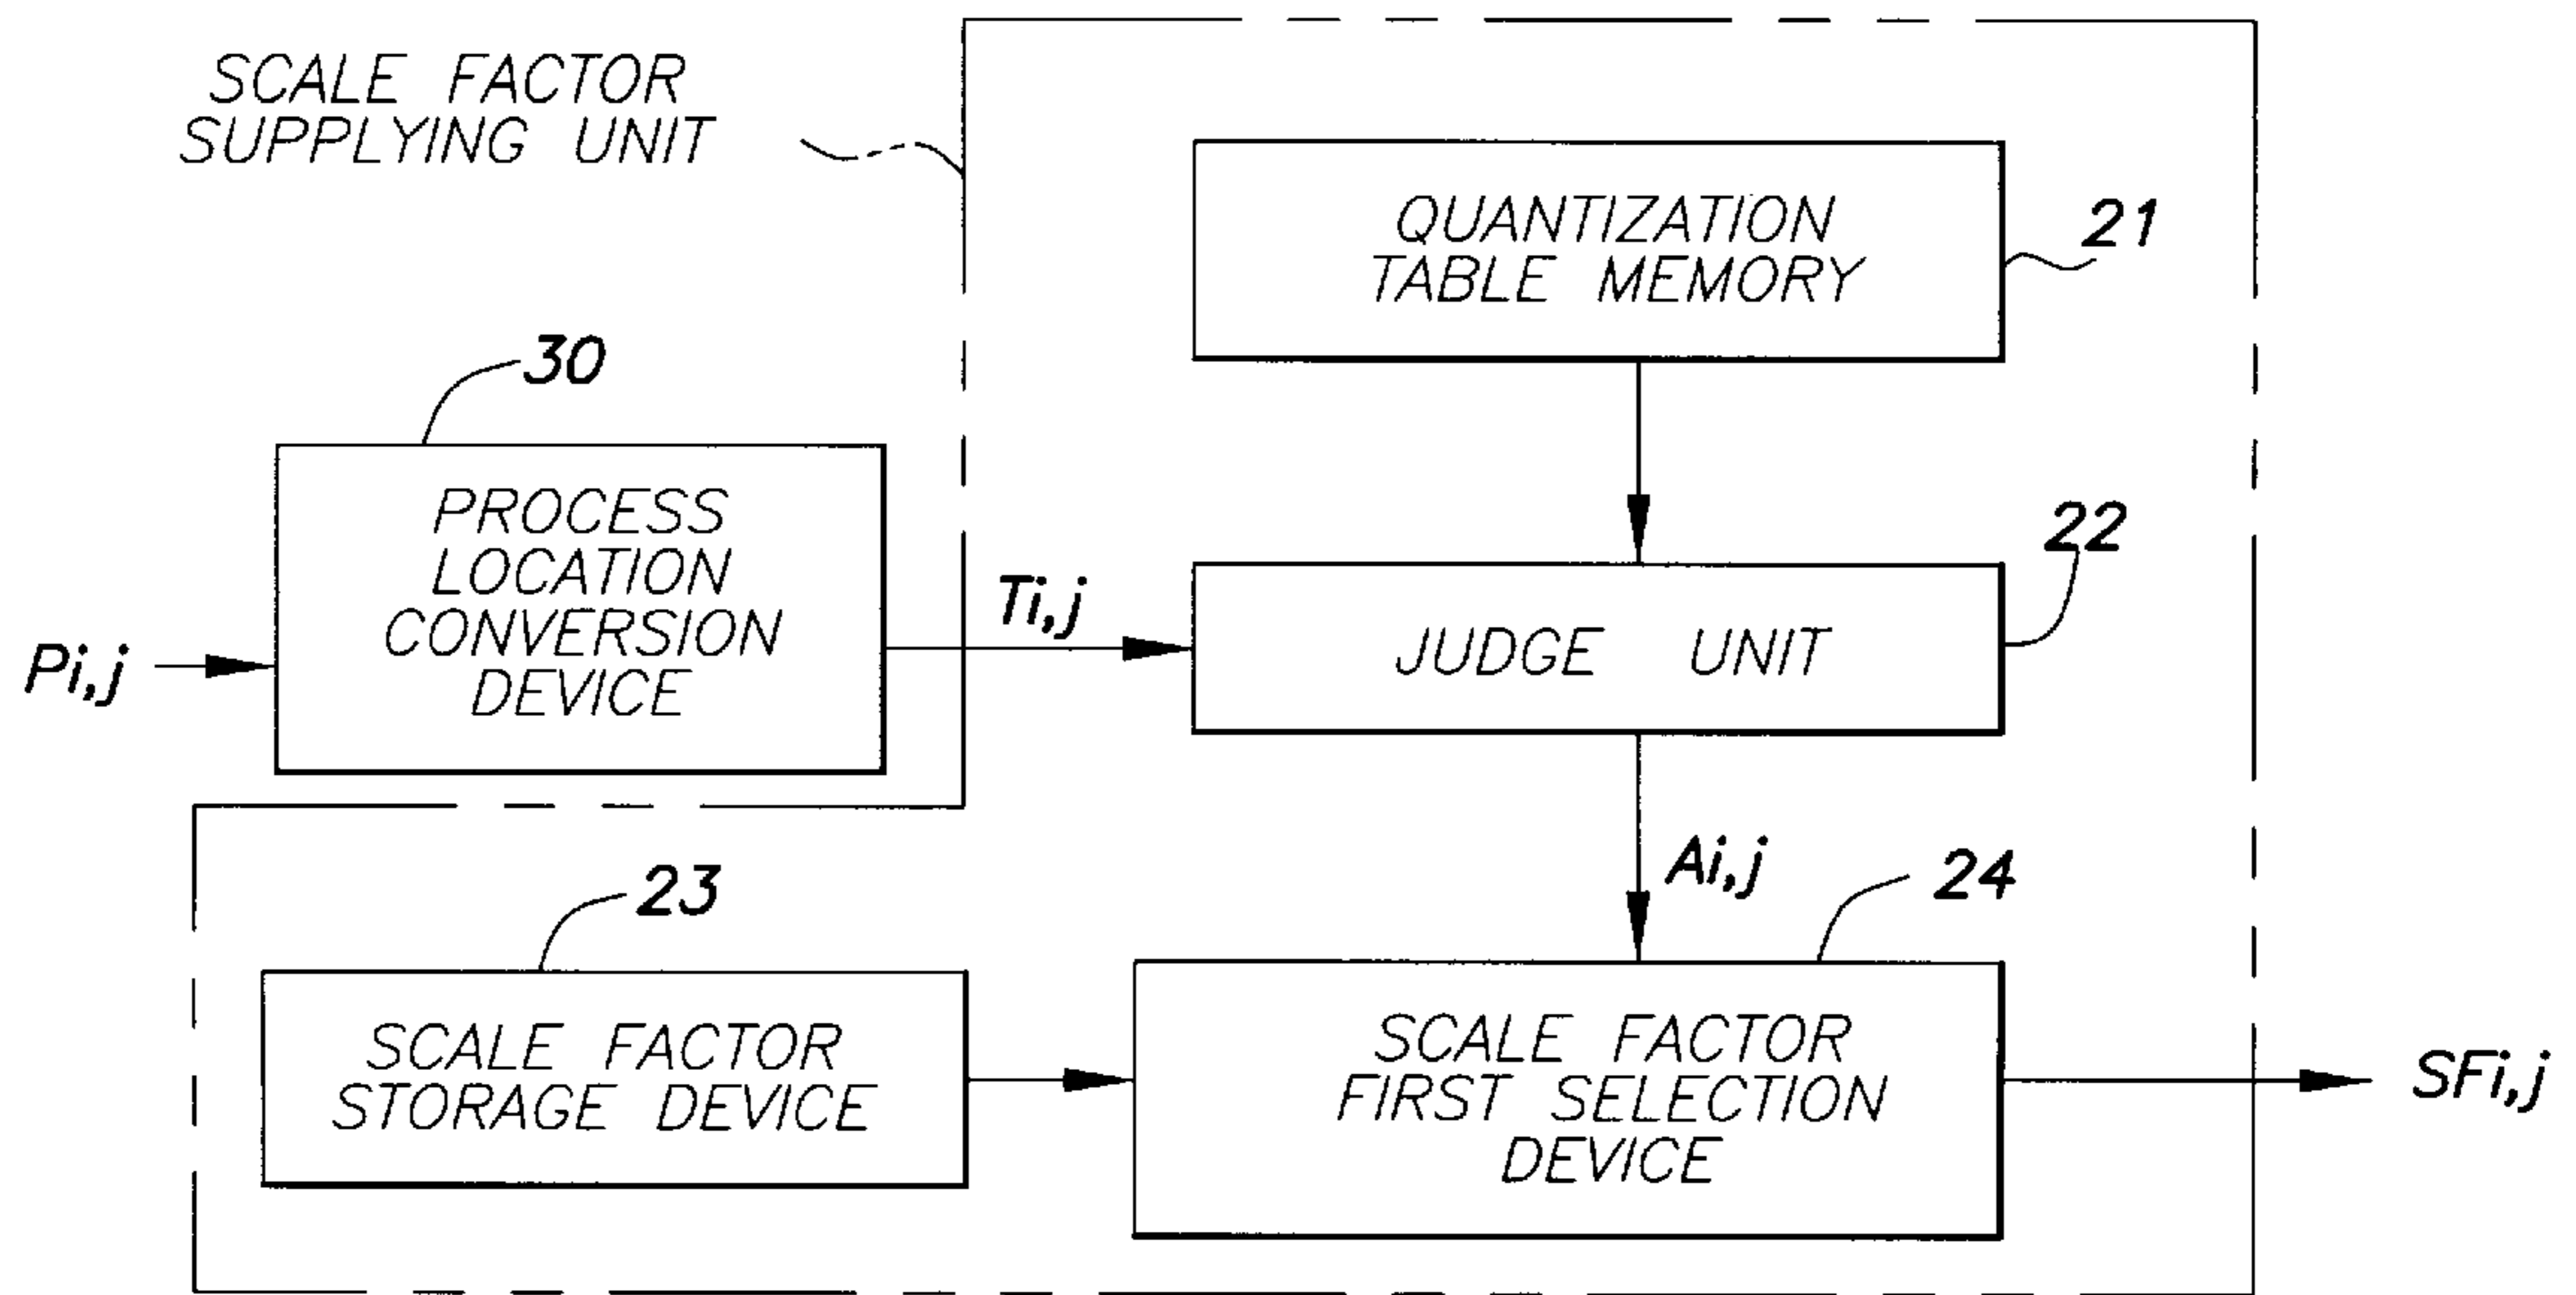 SCALE FACTOR
SUPPLYING UNIT
QUANTIZATION
TABLE MEMORY
21
30
PROCESS
LOCATION
CONVERSION
DEVICE
Pi,j
Ti,j
22
JUDGE UNIT
Ai,j
23
24
SCALE FACTOR
STORAGE DEVICE
SCALE FACTOR
FIRST SELECTION
DEVICE
SFi,j